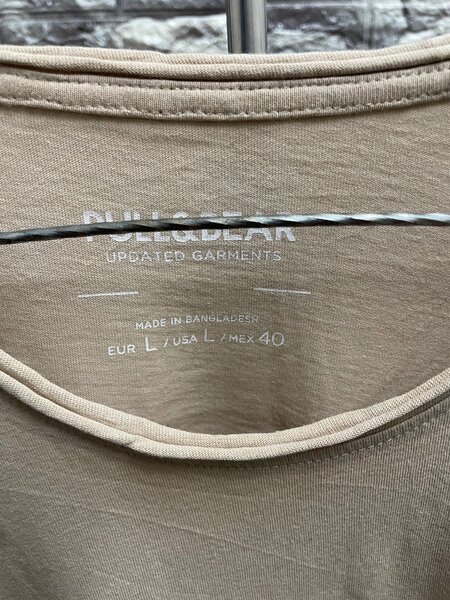 PULL&BEAR
UPDATED GARMENTS
MADE IN BANGLADESH
EUR L / USA L / MEX 40